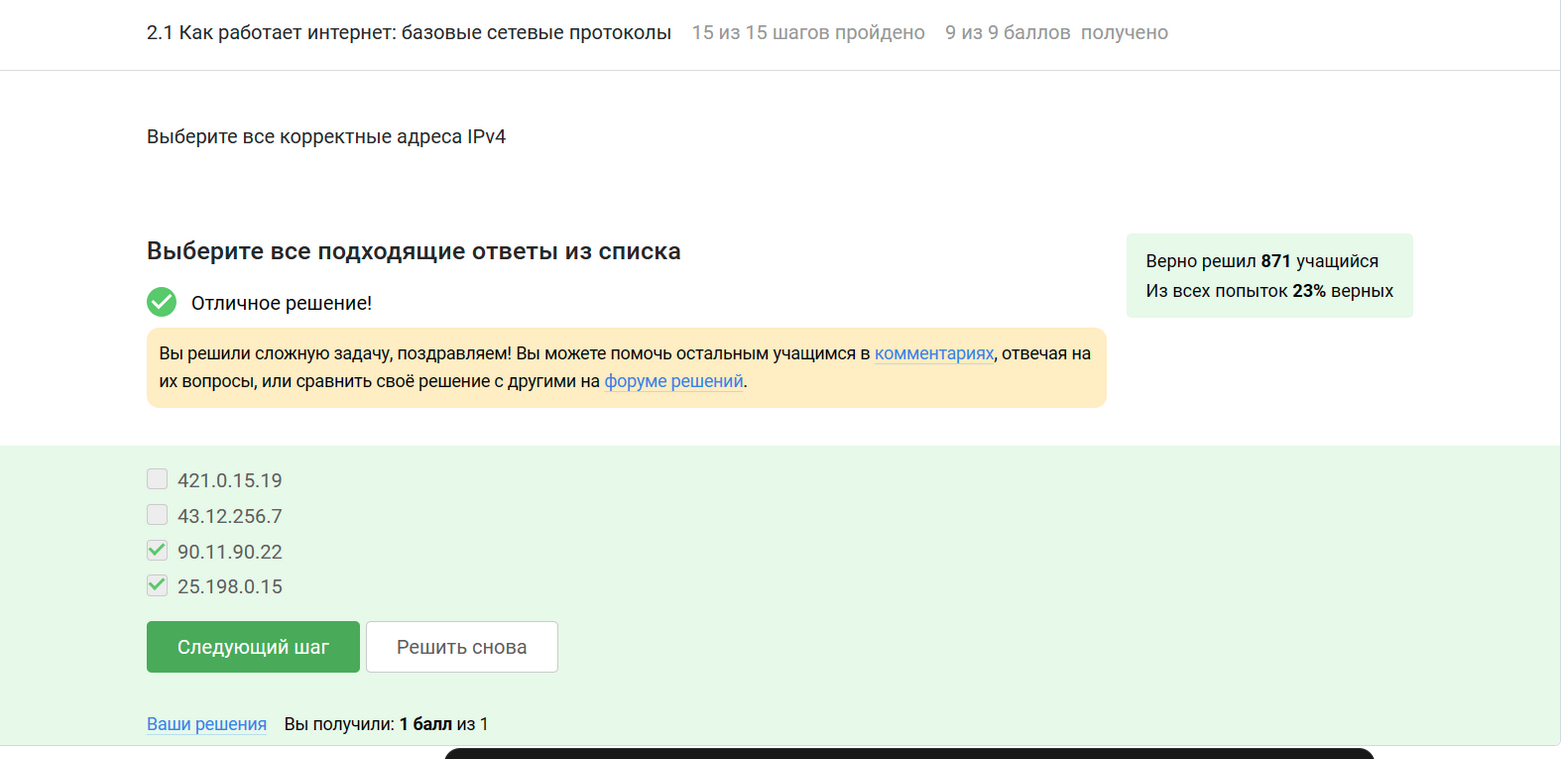 2.1 Как работает интернет: базовые сетевые протоколы 15 из 15 шагов пройдено 9 из 9 баллов получено
Выберите все корректные адреса IPv4
Выберите все подходящие ответы из списка
Верно решил 871 учащийся
Из всех попыток 23% верных
Отличное решение!
Вы решили сложную задачу, поздравляем! Вы можете помочь остальным учащимся в комментариях, отвечая на
их вопросы, или сравнить своё решение с другими на форуме решений.
421.0.15.19
43.12.256.7
90.11.90.22
25.198.0.15
Следующий шаг Решить снова
Ваши решения Вы получили: 1 балл из 1